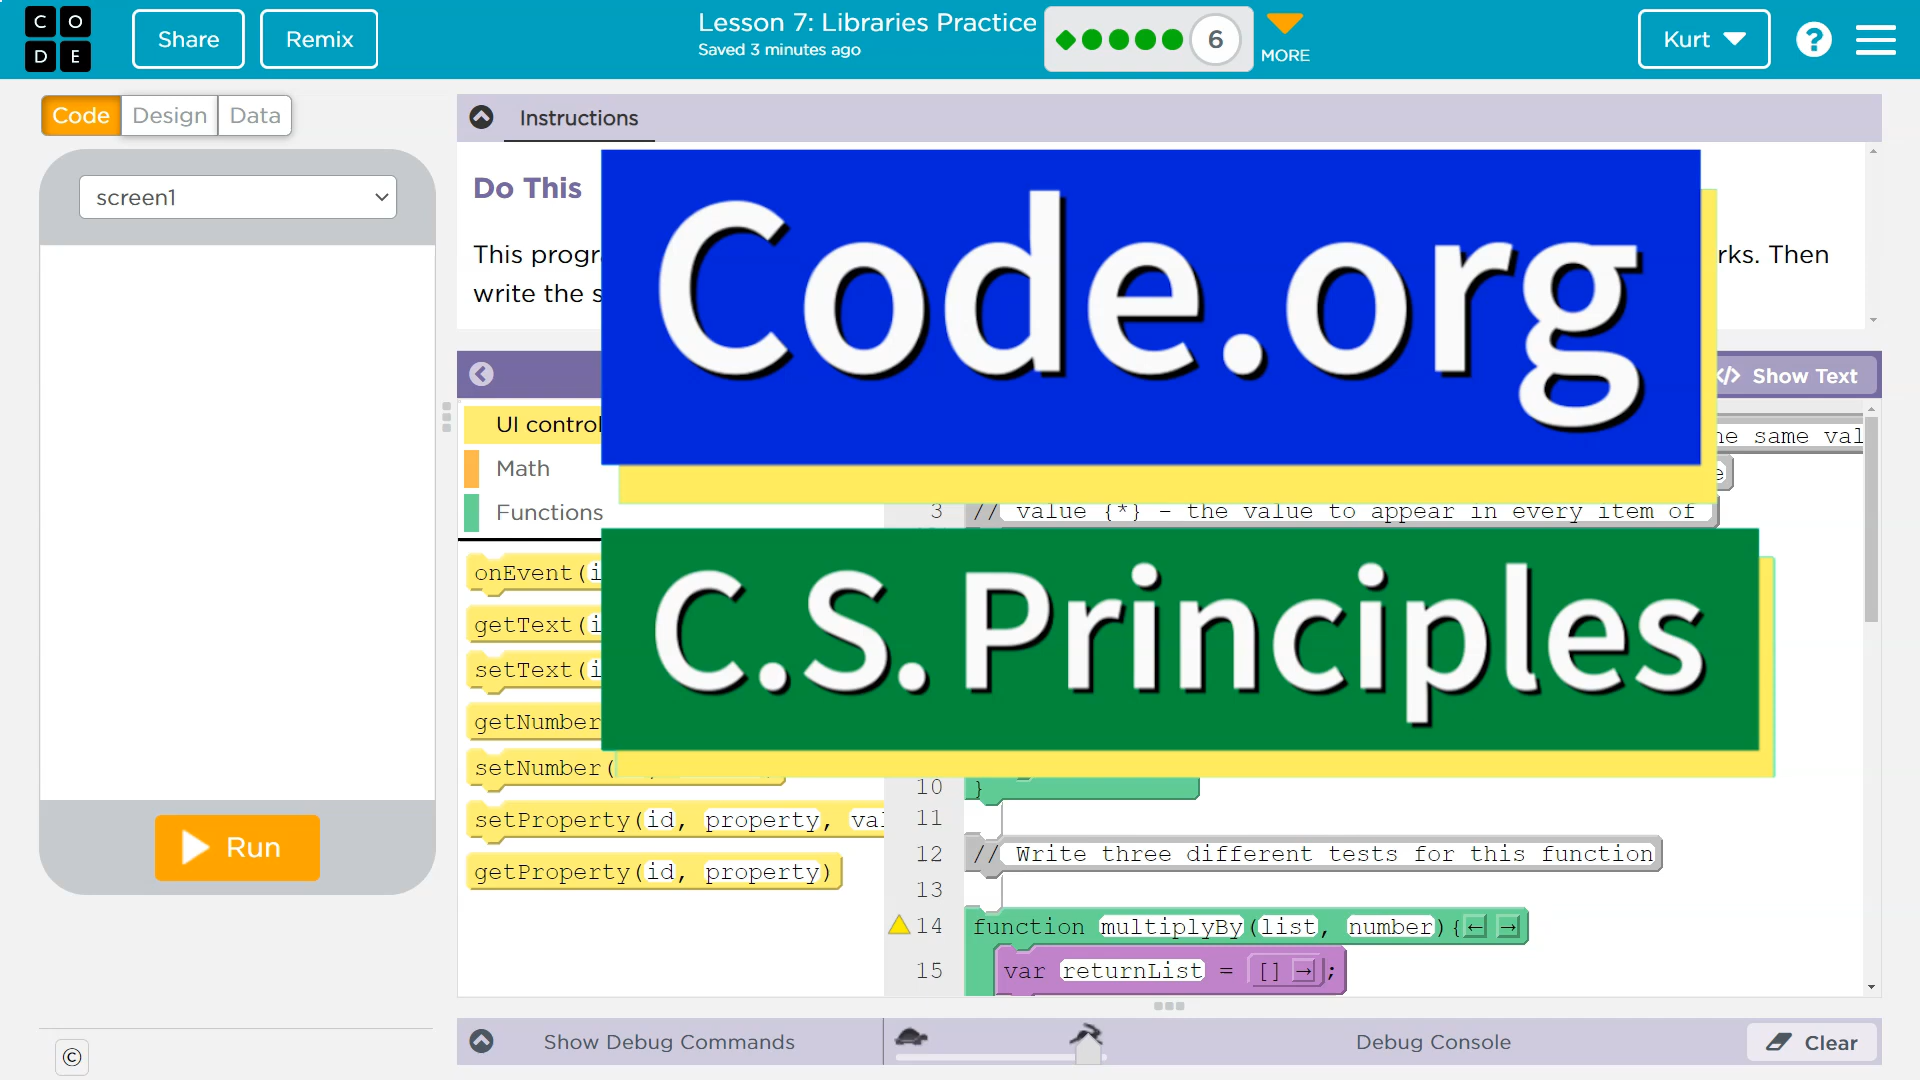 CODE
Share
Remix
Lesson 7: Libraries Practice
Saved 3 minutes ago
6
MORE
Kurt
?
Code
Design
Data
Instructions
screen1
Do This
This progr
rks. Then
write the s
Code.org
Show Text
UI control
Math
Functions
he same val
3
// value {*} - the value to appear in every item of
C.S. Principles
onEvent(i
getText(i
setText(i
getNumber
setNumber(
setProperty(id, property, val
getProperty(id, property)
10
}
11
12
// Write three different tests for this function
13
14
function multiplyBy(list, number){← →
15
var returnList = [] → ;
Run
Show Debug Commands
Debug Console
Clear
©